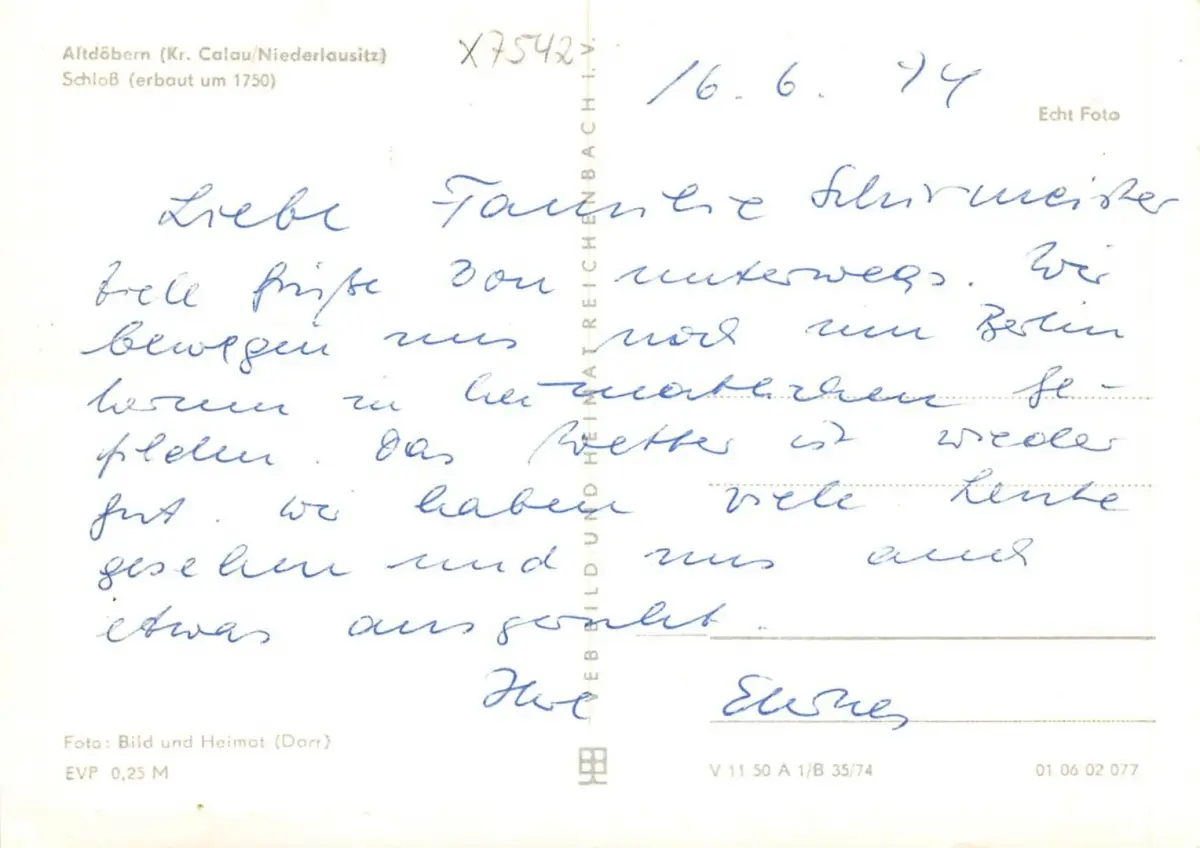 Altdöbern (Kr. Calau/Niederlausitz)
Schloß (erbaut um 1750)
X7542
16. 6. 74
Echt Foto
Liebe Familie Schirmeister
Viele Grüße von unterwegs. Wir
bewegen uns noch um Berlin
herum in heimatlichen Ge-
filden. Das Wetter ist wieder
gut. Wir haben viele Leute
gesehen und uns auch
etwas ausgeruht.
Ihre
VEB BILD UND HEIMAT REICHENBACH I. V.
Foto: Bild und Heimat (Darr)
EVP 0,25 M
V 11 50 A 1/B 35/74
01 06 02 077